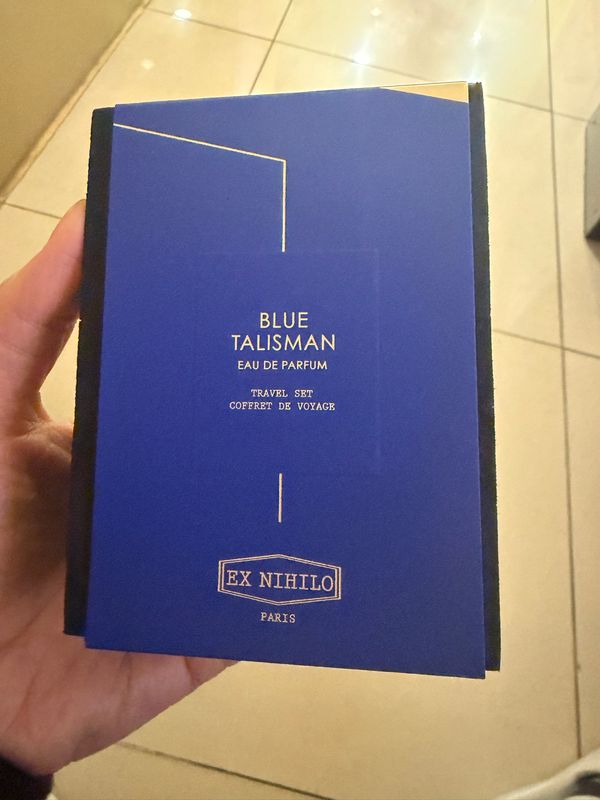 BLUE
TALISMAN
EAU DE PARFUM
TRAVEL SET
COFFRET DE VOYAGE
EX NIHILO
PARIS